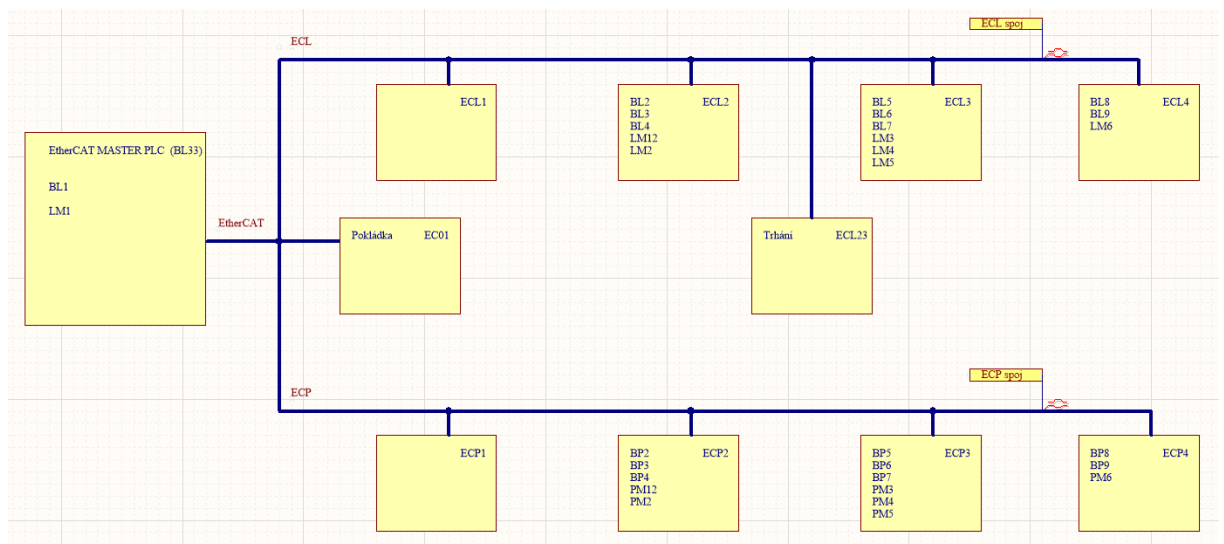 ECL spoj
ECL
ECL1
BL2 ECL2
BL3
BL4
LM12
LM2
BL5 ECL3
BL6
BL7
LM3
LM4
LM5
BL8 ECL4
BL9
LM6
EtherCAT MASTER PLC (BL33)
BL1
LM1
EtherCAT
Pokládka EC01
Trhání ECL23
ECP spoj
ECP
ECP1
BP2 ECP2
BP3
BP4
PM12
PM2
BP5 ECP3
BP6
BP7
PM3
PM4
PM5
BP8 ECP4
BP9
PM6